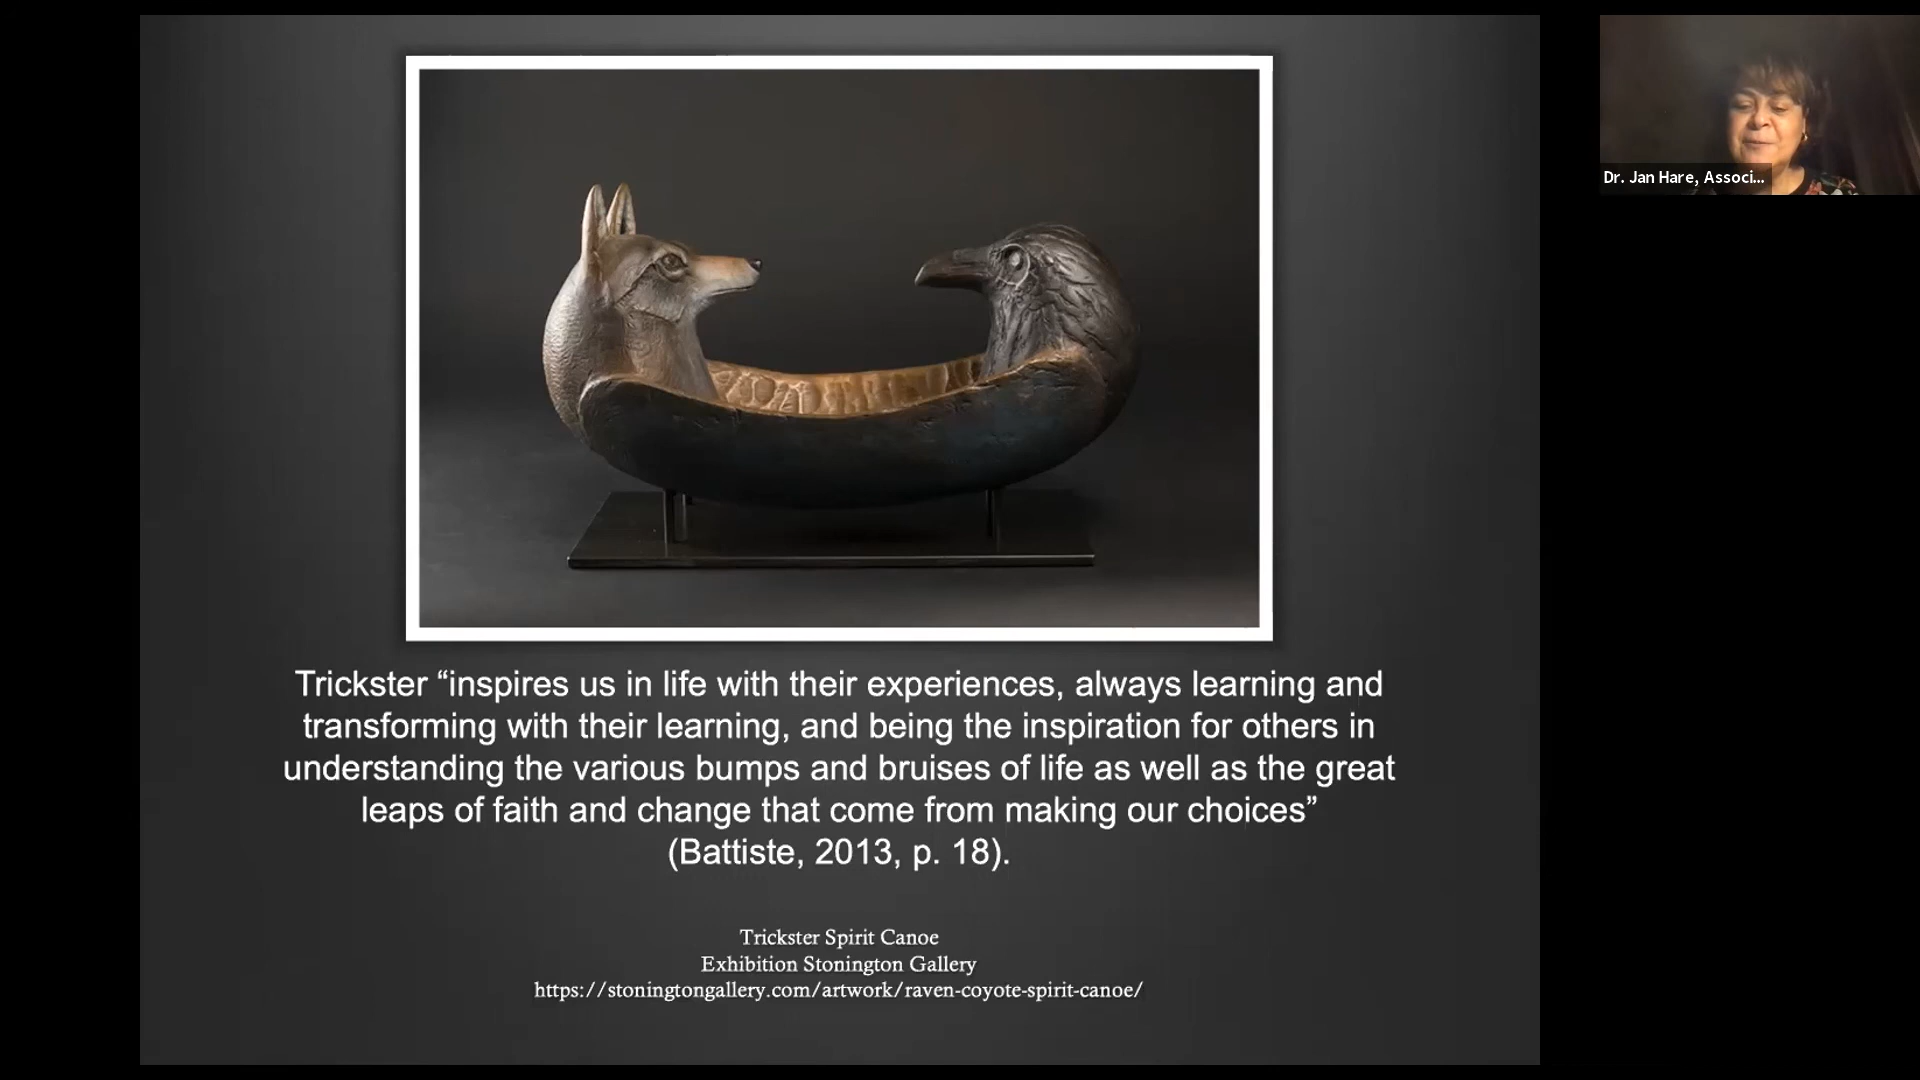 Dr. Jan Hare, Associ...
Trickster “inspires us in life with their experiences, always learning and
transforming with their learning, and being the inspiration for others in
understanding the various bumps and bruises of life as well as the great
leaps of faith and change that come from making our choices”
(Battiste, 2013, p. 18).
Trickster Spirit Canoe
Exhibition Stonington Gallery
https://stoningtongallery.com/artwork/raven-coyote-spirit-canoe/